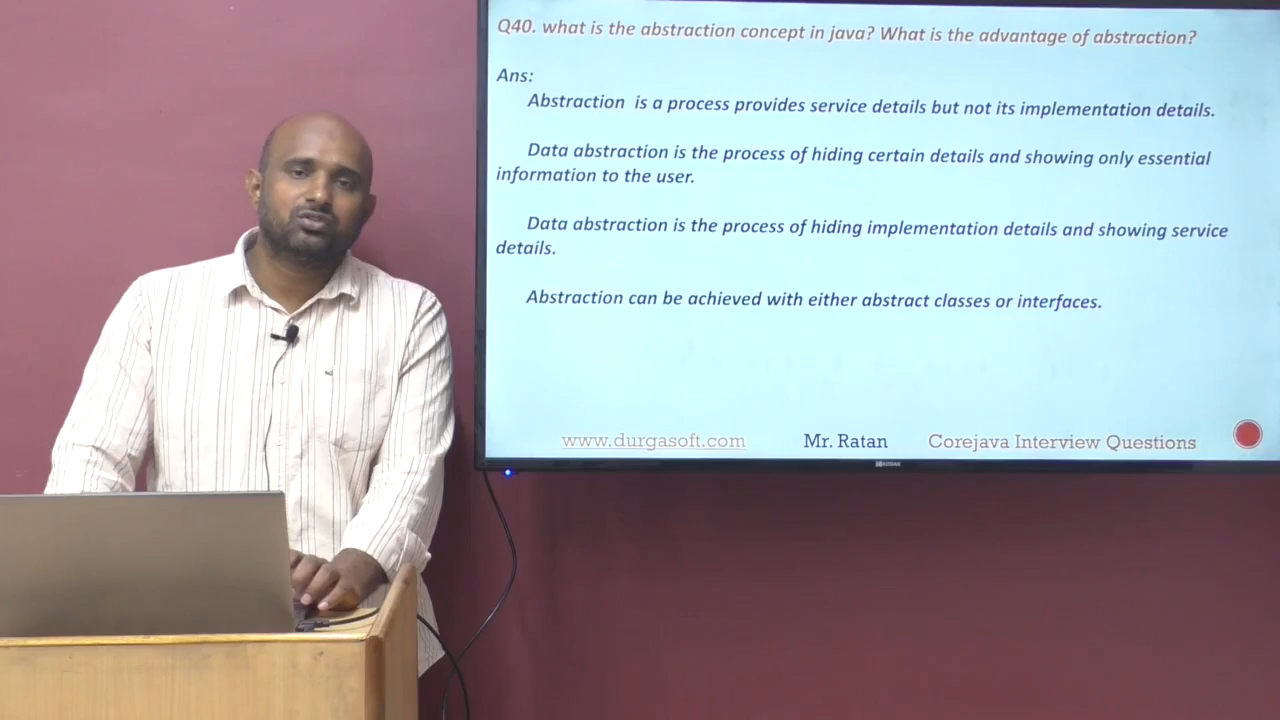 Q40. what is the abstraction concept in java? What is the advantage of abstraction?
Ans:
Abstraction is a process provides service details but not its implementation details.
Data abstraction is the process of hiding certain details and showing only essential
information to the user.
Data abstraction is the process of hiding implementation details and showing service
details.
Abstraction can be achieved with either abstract classes or interfaces.
www.durgasoft.com Mr. Ratan Corejava Interview Questions